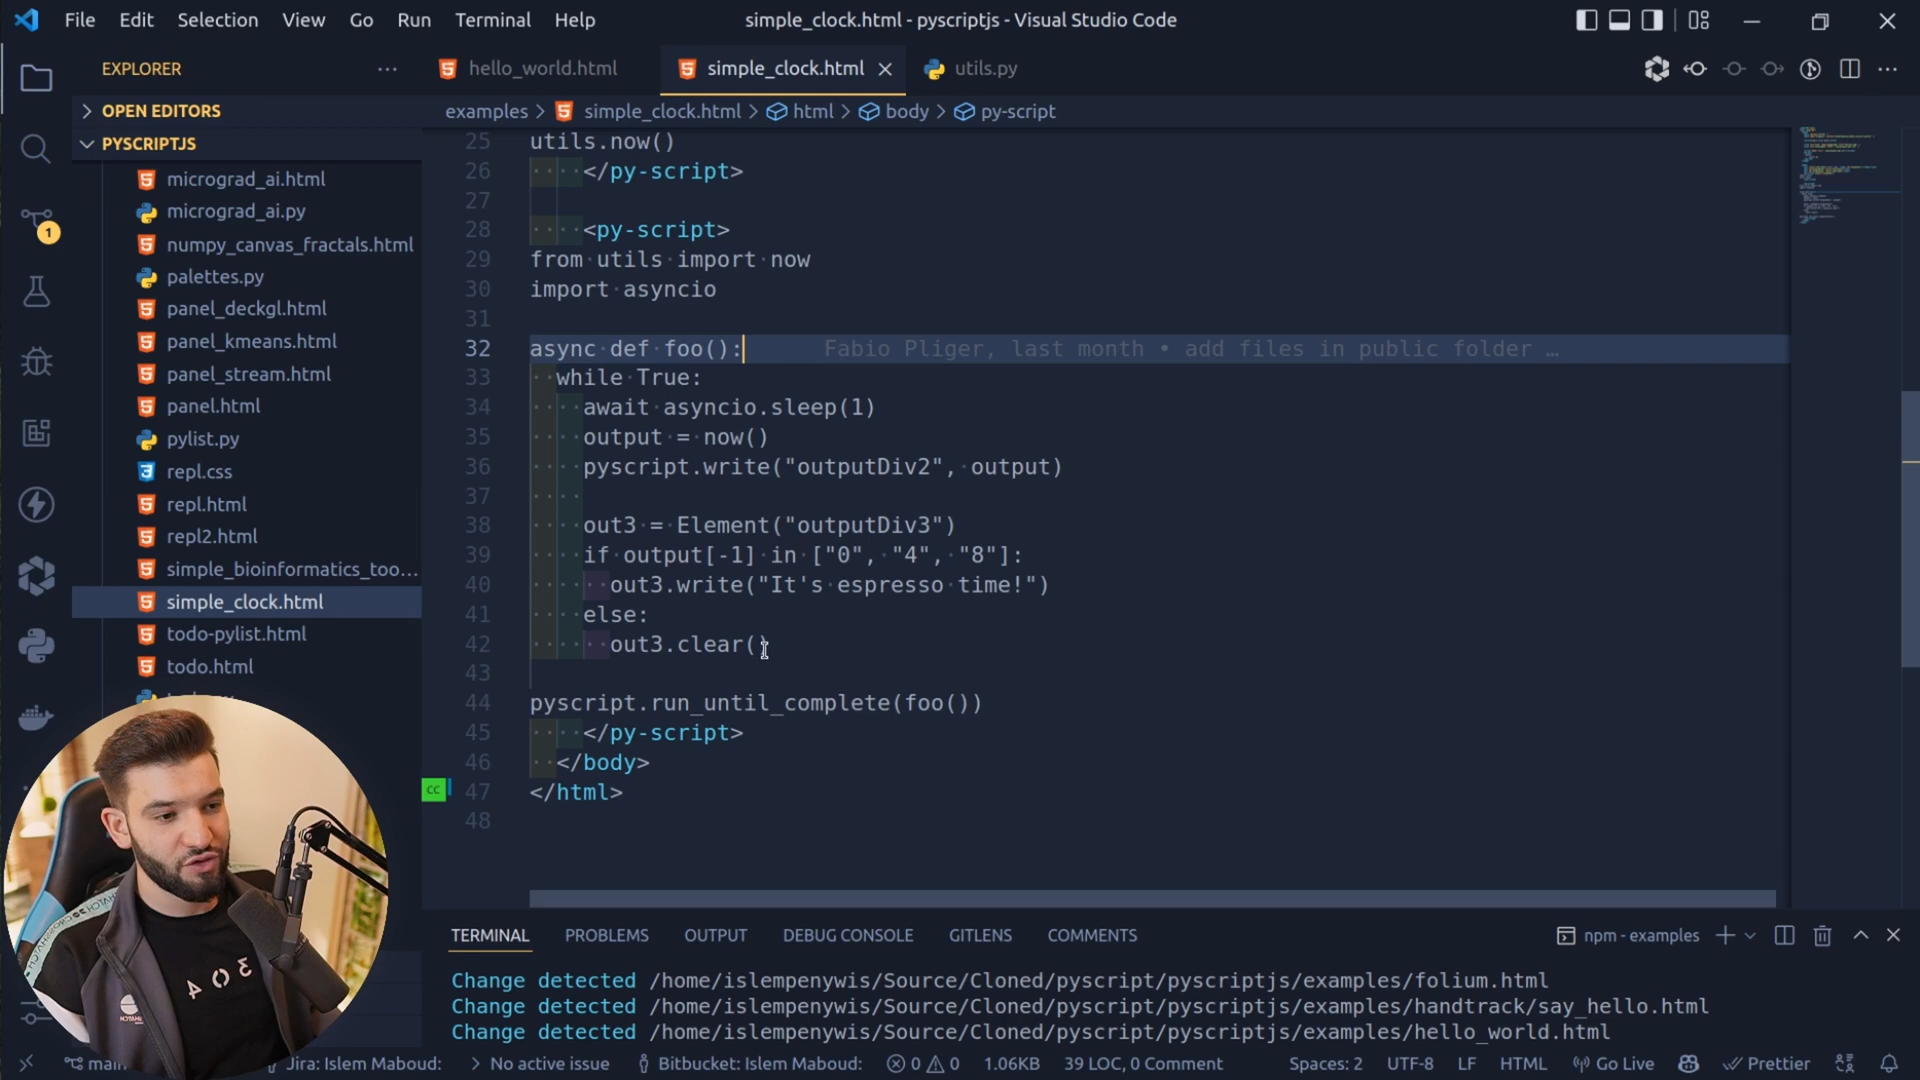 File Edit Selection View Go Run Terminal Help
simple_clock.html - pyscriptjs - Visual Studio Code
EXPLORER
hello_world.html
simple_clock.html
utils.py
OPEN EDITORS
examples > simple_clock.html > html > body > py-script
PYSCRIPTJS
micrograd_ai.html
micrograd_ai.py
numpy_canvas_fractals.html
palettes.py
panel_deckgl.html
panel_kmeans.html
panel_stream.html
panel.html
pylist.py
repl.css
repl.html
repl2.html
simple_bioinformatics_too...
simple_clock.html
todo-pylist.html
todo.html
1
25 utils.now()
26 </py-script>
27
28 <py-script>
29 from utils import now
30 import asyncio
31
32 async def foo(): Fabio Pliger, last month • add files in public folder …
33 while True:
34 await asyncio.sleep(1)
35 output = now()
36 pyscript.write("outputDiv2", output)
37
38 out3 = Element("outputDiv3")
39 if output[-1] in ["0", "4", "8"]:
40 out3.write("It's espresso time!")
41 else:
42 out3.clear()
43
44 pyscript.run_until_complete(foo())
45 </py-script>
46 </body>
cc
47 </html>
48
TERMINAL PROBLEMS OUTPUT DEBUG CONSOLE GITLENS COMMENTS
npm - examples
Change detected /home/islempenywis/Source/Cloned/pyscript/pyscriptjs/examples/folium.html
Change detected /home/islempenywis/Source/Cloned/pyscript/pyscriptjs/examples/handtrack/say_hello.html
Change detected /home/islempenywis/Source/Cloned/pyscript/pyscriptjs/examples/hello_world.html
main Jira: Islem Maboud: No active issue Bitbucket: Islem Maboud: 0 0 1.06KB 39 LOC, 0 Comment Spaces: 2 UTF-8 LF HTML Go Live Prettier